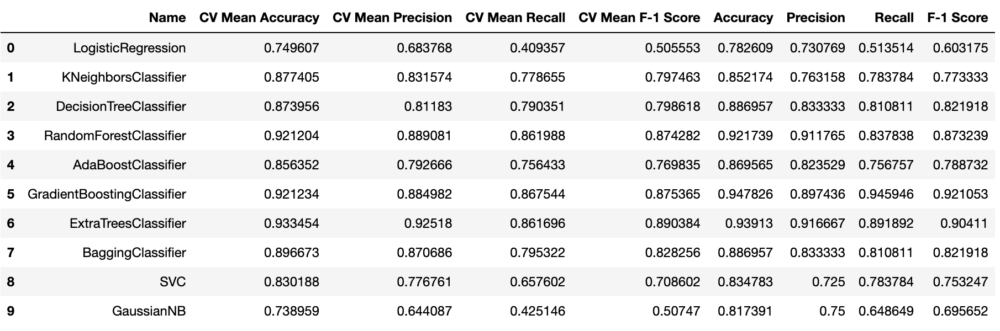 Name CV Mean Accuracy CV Mean Precision CV Mean Recall CV Mean F-1 Score Accuracy Precision Recall F-1 Score
0 LogisticRegression 0.749607 0.683768 0.409357 0.505553 0.782609 0.730769 0.513514 0.603175
1 KNeighborsClassifier 0.877405 0.831574 0.778655 0.797463 0.852174 0.763158 0.783784 0.773333
2 DecisionTreeClassifier 0.873956 0.81183 0.790351 0.798618 0.886957 0.833333 0.810811 0.821918
3 RandomForestClassifier 0.921204 0.889081 0.861988 0.874282 0.921739 0.911765 0.837838 0.873239
4 AdaBoostClassifier 0.856352 0.792666 0.756433 0.769835 0.869565 0.823529 0.756757 0.788732
5 GradientBoostingClassifier 0.921234 0.884982 0.867544 0.875365 0.947826 0.897436 0.945946 0.921053
6 ExtraTreesClassifier 0.933454 0.92518 0.861696 0.890384 0.93913 0.916667 0.891892 0.90411
7 BaggingClassifier 0.896673 0.870686 0.795322 0.828256 0.886957 0.833333 0.810811 0.821918
8 SVC 0.830188 0.776761 0.657602 0.708602 0.834783 0.725 0.783784 0.753247
9 GaussianNB 0.738959 0.644087 0.425146 0.50747 0.817391 0.75 0.648649 0.695652